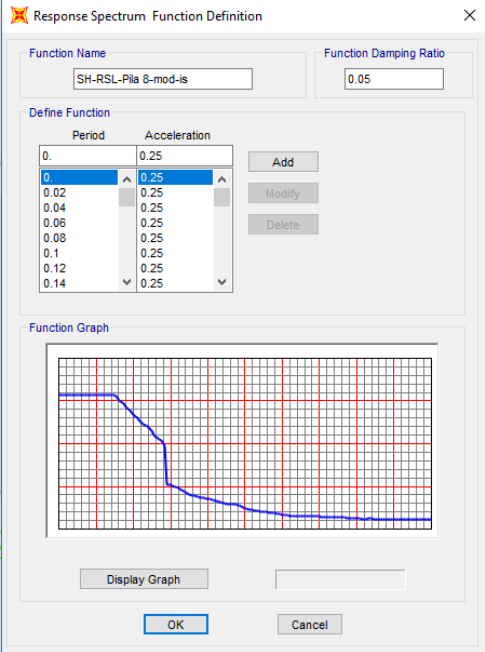 Response Spectrum Function Definition
Function Name
Function Damping Ratio
SH-RSL-Pila 8-mod-is
0.05
Define Function
Period Acceleration
0. 0.25
Add
0. 0.25
0.02 0.25
Modify
0.04 0.25
0.06 0.25
Delete
0.08 0.25
0.1 0.25
0.12 0.25
0.14 0.25
Function Graph
Display Graph
OK Cancel